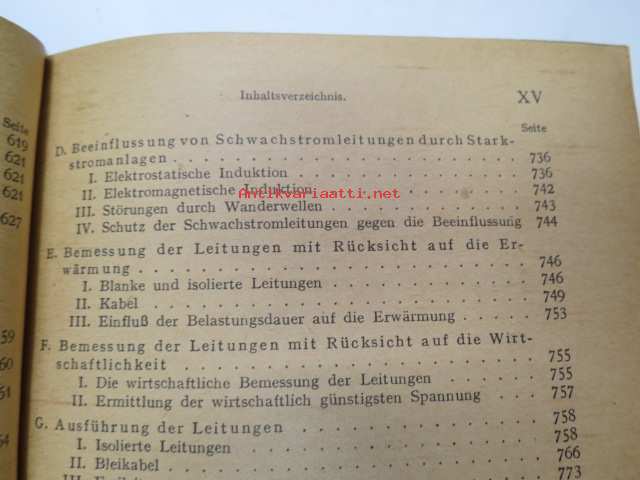 Seite
619
621
621
621
627
59
60
61
64
Inhaltsverzeichnis. XV
Seite
D. Beeinflussung von Schwachstromleitungen durch Stark-
stromanlagen . . . . . . . . . . . . . . . . . . . . 736
I. Elektrostatische Induktion . . . . . . . . . . . . 736
II. Elektromagnetische Induktion . . . . . . . . . . . 742
III. Störungen durch Wanderwellen . . . . . . . . . . . 743
IV. Schutz der Schwachstromleitungen gegen die Beeinflussung 744
Antikvariaatti.net
E. Bemessung der Leitungen mit Rücksicht auf die Er-
wärmung . . . . . . . . . . . . . . . . . . . . . . 746
I. Blanke und isolierte Leitungen . . . . . . . . . . 746
II. Kabel . . . . . . . . . . . . . . . . . . . . . . 749
III. Einfluß der Belastungsdauer auf die Erwärmung . . . . 753
F. Bemessung der Leitungen mit Rücksicht auf die Wirt-
schaftlichkeit . . . . . . . . . . . . . . . . . . . 755
I. Die wirtschaftliche Bemessung der Leitungen . . . . . 755
II. Ermittlung der wirtschaftlich günstigsten Spannung . . . 757
G. Ausführung der Leitungen . . . . . . . . . . . . . . 758
I. Isolierte Leitungen . . . . . . . . . . . . . . . . 758
II. Bleikabel . . . . . . . . . . . . . . . . . . . . . 766
773